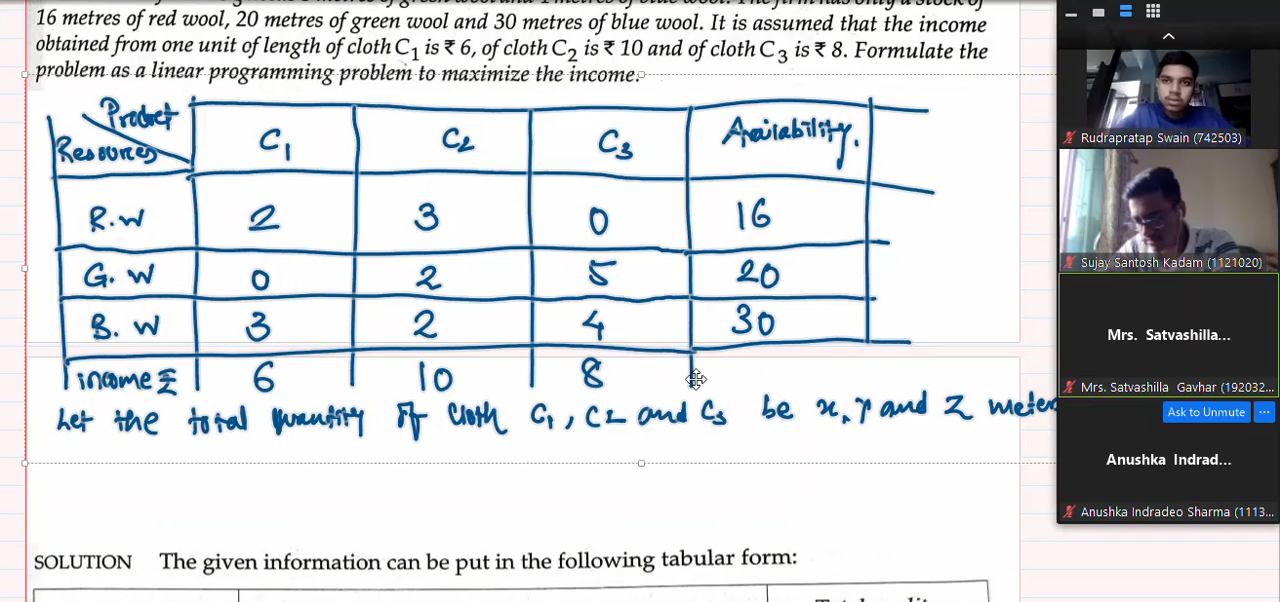 16 metres of red wool, 20 metres of green wool and 30 metres of blue wool. It is assumed that the income
obtained from one unit of length of cloth C1 is ₹ 6, of cloth C2 is ₹ 10 and of cloth C3 is ₹ 8. Formulate the
problem as a linear programming problem to maximize the income.
Product
Resources C1 C2 C3 Availability.
R.W 2 3 0 16
G. W 0 2 5 20
B. W 3 2 4 30
income ₹ 6 10 8
Let the total quantity of cloth C1, C2 and C3 be x, y and z meters
SOLUTION The given information can be put in the following tabular form:
Rudrapratap Swain (742503)
Sujay Santosh Kadam (1121020)
Mrs. Satvashilla...
Mrs. Satvashilla Gavhar (192032...
Ask to Unmute ...
Anushka Indrad...
Anushka Indradeo Sharma (1113...